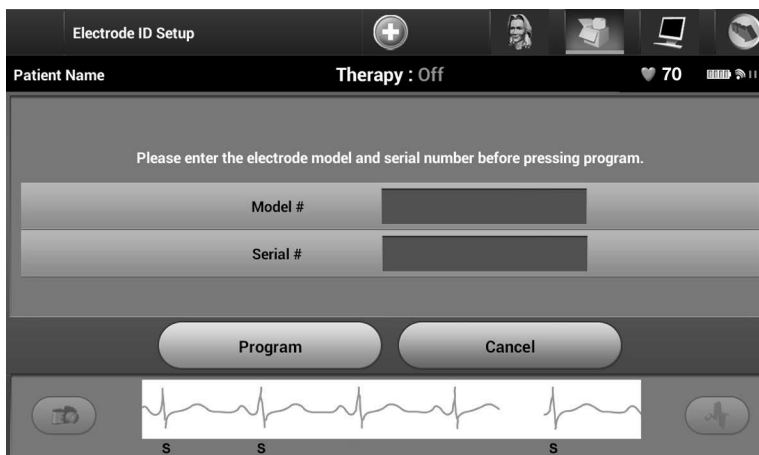 Electrode ID Setup
Patient Name Therapy : Off 70
Please enter the electrode model and serial number before pressing program.
Model #
Serial #
Program Cancel
S S S